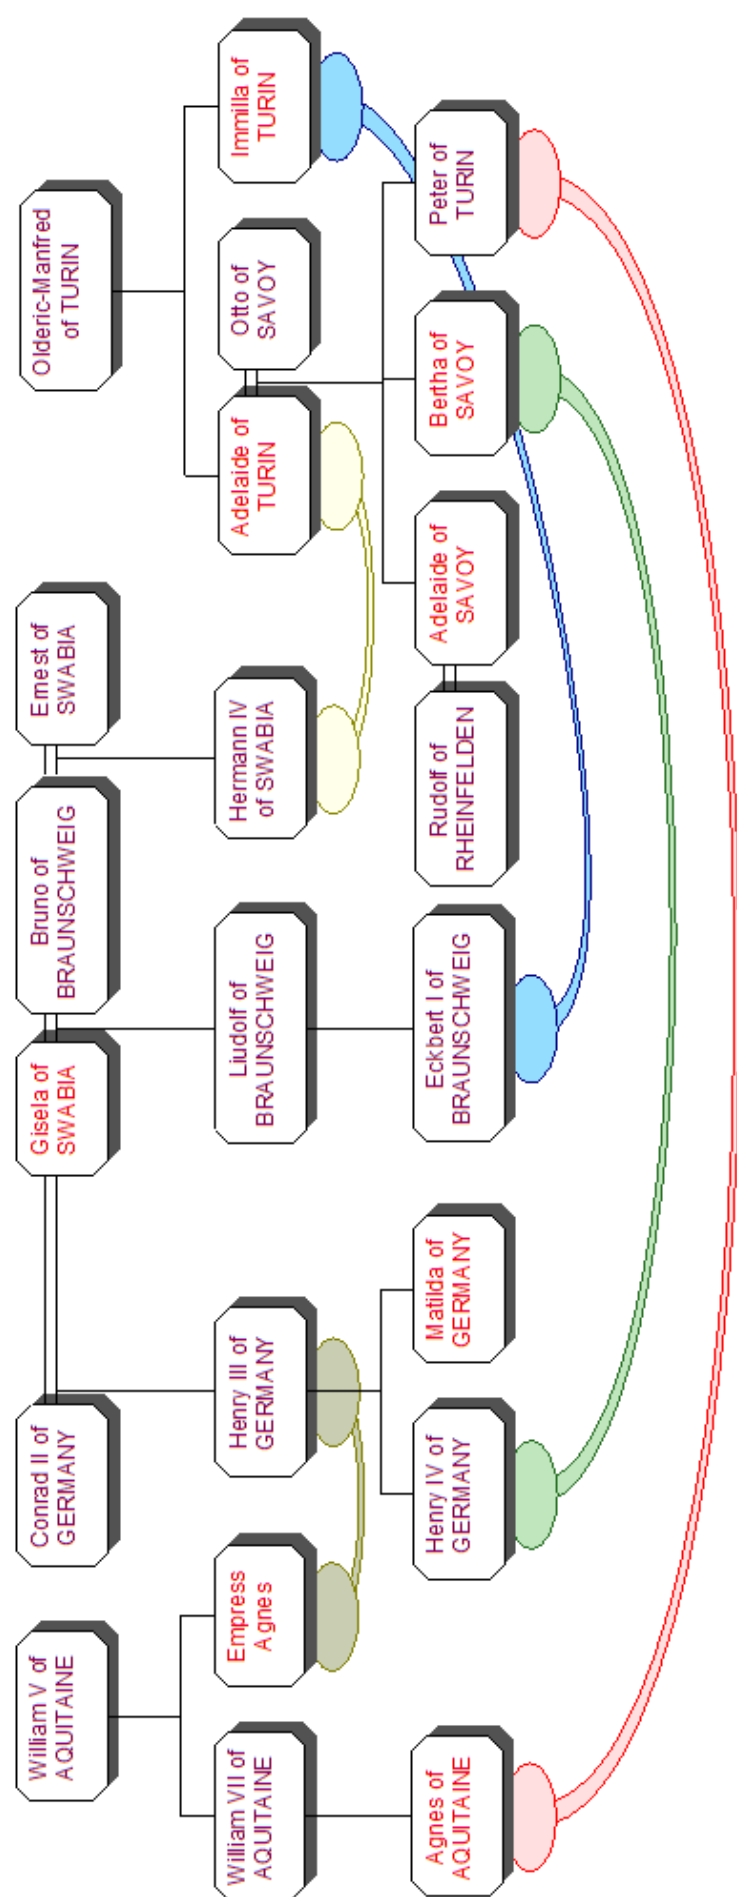 William V of
AQUITAINE
Conrad II of
GERMANY
Gisela of
SWABIA
Bruno of
BRAUNSCHWEIG
Ernest of
SWABIA
Olderic-Manfred
of TURIN
William VII of
AQUITAINE
Empress
Agnes
Henry III of
GERMANY
Liudolf of
BRAUNSCHWEIG
Hermann IV
of SWABIA
Adelaide of
TURIN
Otto of
SAVOY
Immilla of
TURIN
Agnes of
AQUITAINE
Henry IV of
GERMANY
Matilda of
GERMANY
Eckbert I of
BRAUNSCHWEIG
Rudolf of
RHEINFELDEN
Adelaide of
SAVOY
Bertha of
SAVOY
Peter of
TURIN